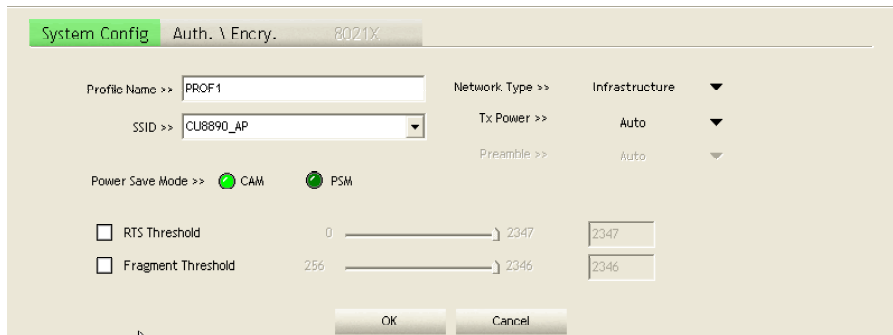 System Config Auth. \ Encry. 8021X
Profile Name >> PROF1 Network Type >> Infrastructure
SSID >> CU8890_AP Tx Power >> Auto
Preamble >> Auto
Power Save Mode >> CAM PSM
RTS Threshold 0 2347 2347
Fragment Threshold 256 2346 2346
OK Cancel